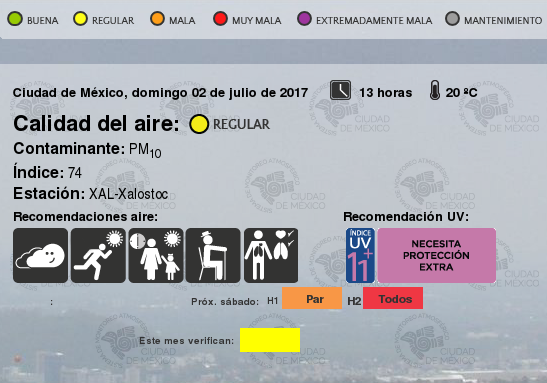 BUENA REGULAR MALA MUY MALA EXTREMADAMENTE MALA MANTENIMIENTO
Ciudad de México, domingo 02 de julio de 2017 13 horas 20 ºC
Calidad del aire: REGULAR
Contaminante: PM10
Índice: 74
Estación: XAL-Xalostoc
Recomendaciones aire: Recomendación UV:
ÍNDICE
UV
11+
NECESITA
PROTECCIÓN
EXTRA
: Próx. sábado: H1 Par H2 Todos
Este mes verifican:
CIUDAD
DE MÉXICO